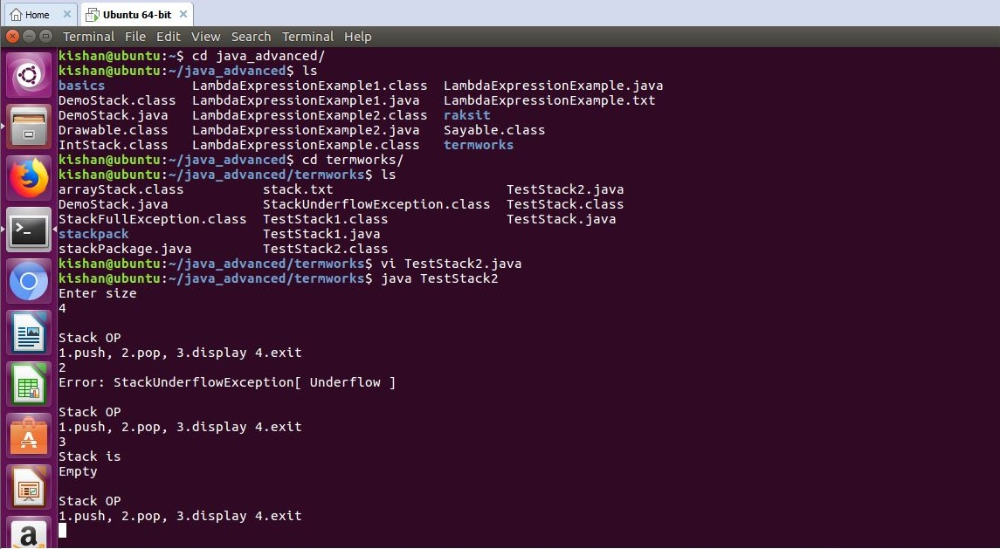 Home × Ubuntu 64-bit ×
Terminal File Edit View Search Terminal Help
kishan@ubuntu:~$ cd java_advanced/
kishan@ubuntu:~/java_advanced$ ls
basics LambdaExpressionExample1.class LambdaExpressionExample.java
DemoStack.class LambdaExpressionExample1.java LambdaExpressionExample.txt
DemoStack.java LambdaExpressionExample2.class raksit
Drawable.class LambdaExpressionExample2.java Sayable.class
IntStack.class LambdaExpressionExample.class termworks
kishan@ubuntu:~/java_advanced$ cd termworks/
kishan@ubuntu:~/java_advanced/termworks$ ls
arrayStack.class stack.txt TestStack2.java
DemoStack.java StackUnderflowException.class TestStack.class
StackFullException.class TestStack1.class TestStack.java
stackpack TestStack1.java
stackPackage.java TestStack2.class
kishan@ubuntu:~/java_advanced/termworks$ vi TestStack2.java
kishan@ubuntu:~/java_advanced/termworks$ java TestStack2
Enter size
4
Stack OP
1.push, 2.pop, 3.display 4.exit
2
Error: StackUnderflowException[ Underflow ]
Stack OP
1.push, 2.pop, 3.display 4.exit
3
Stack is
Empty
Stack OP
1.push, 2.pop, 3.display 4.exit